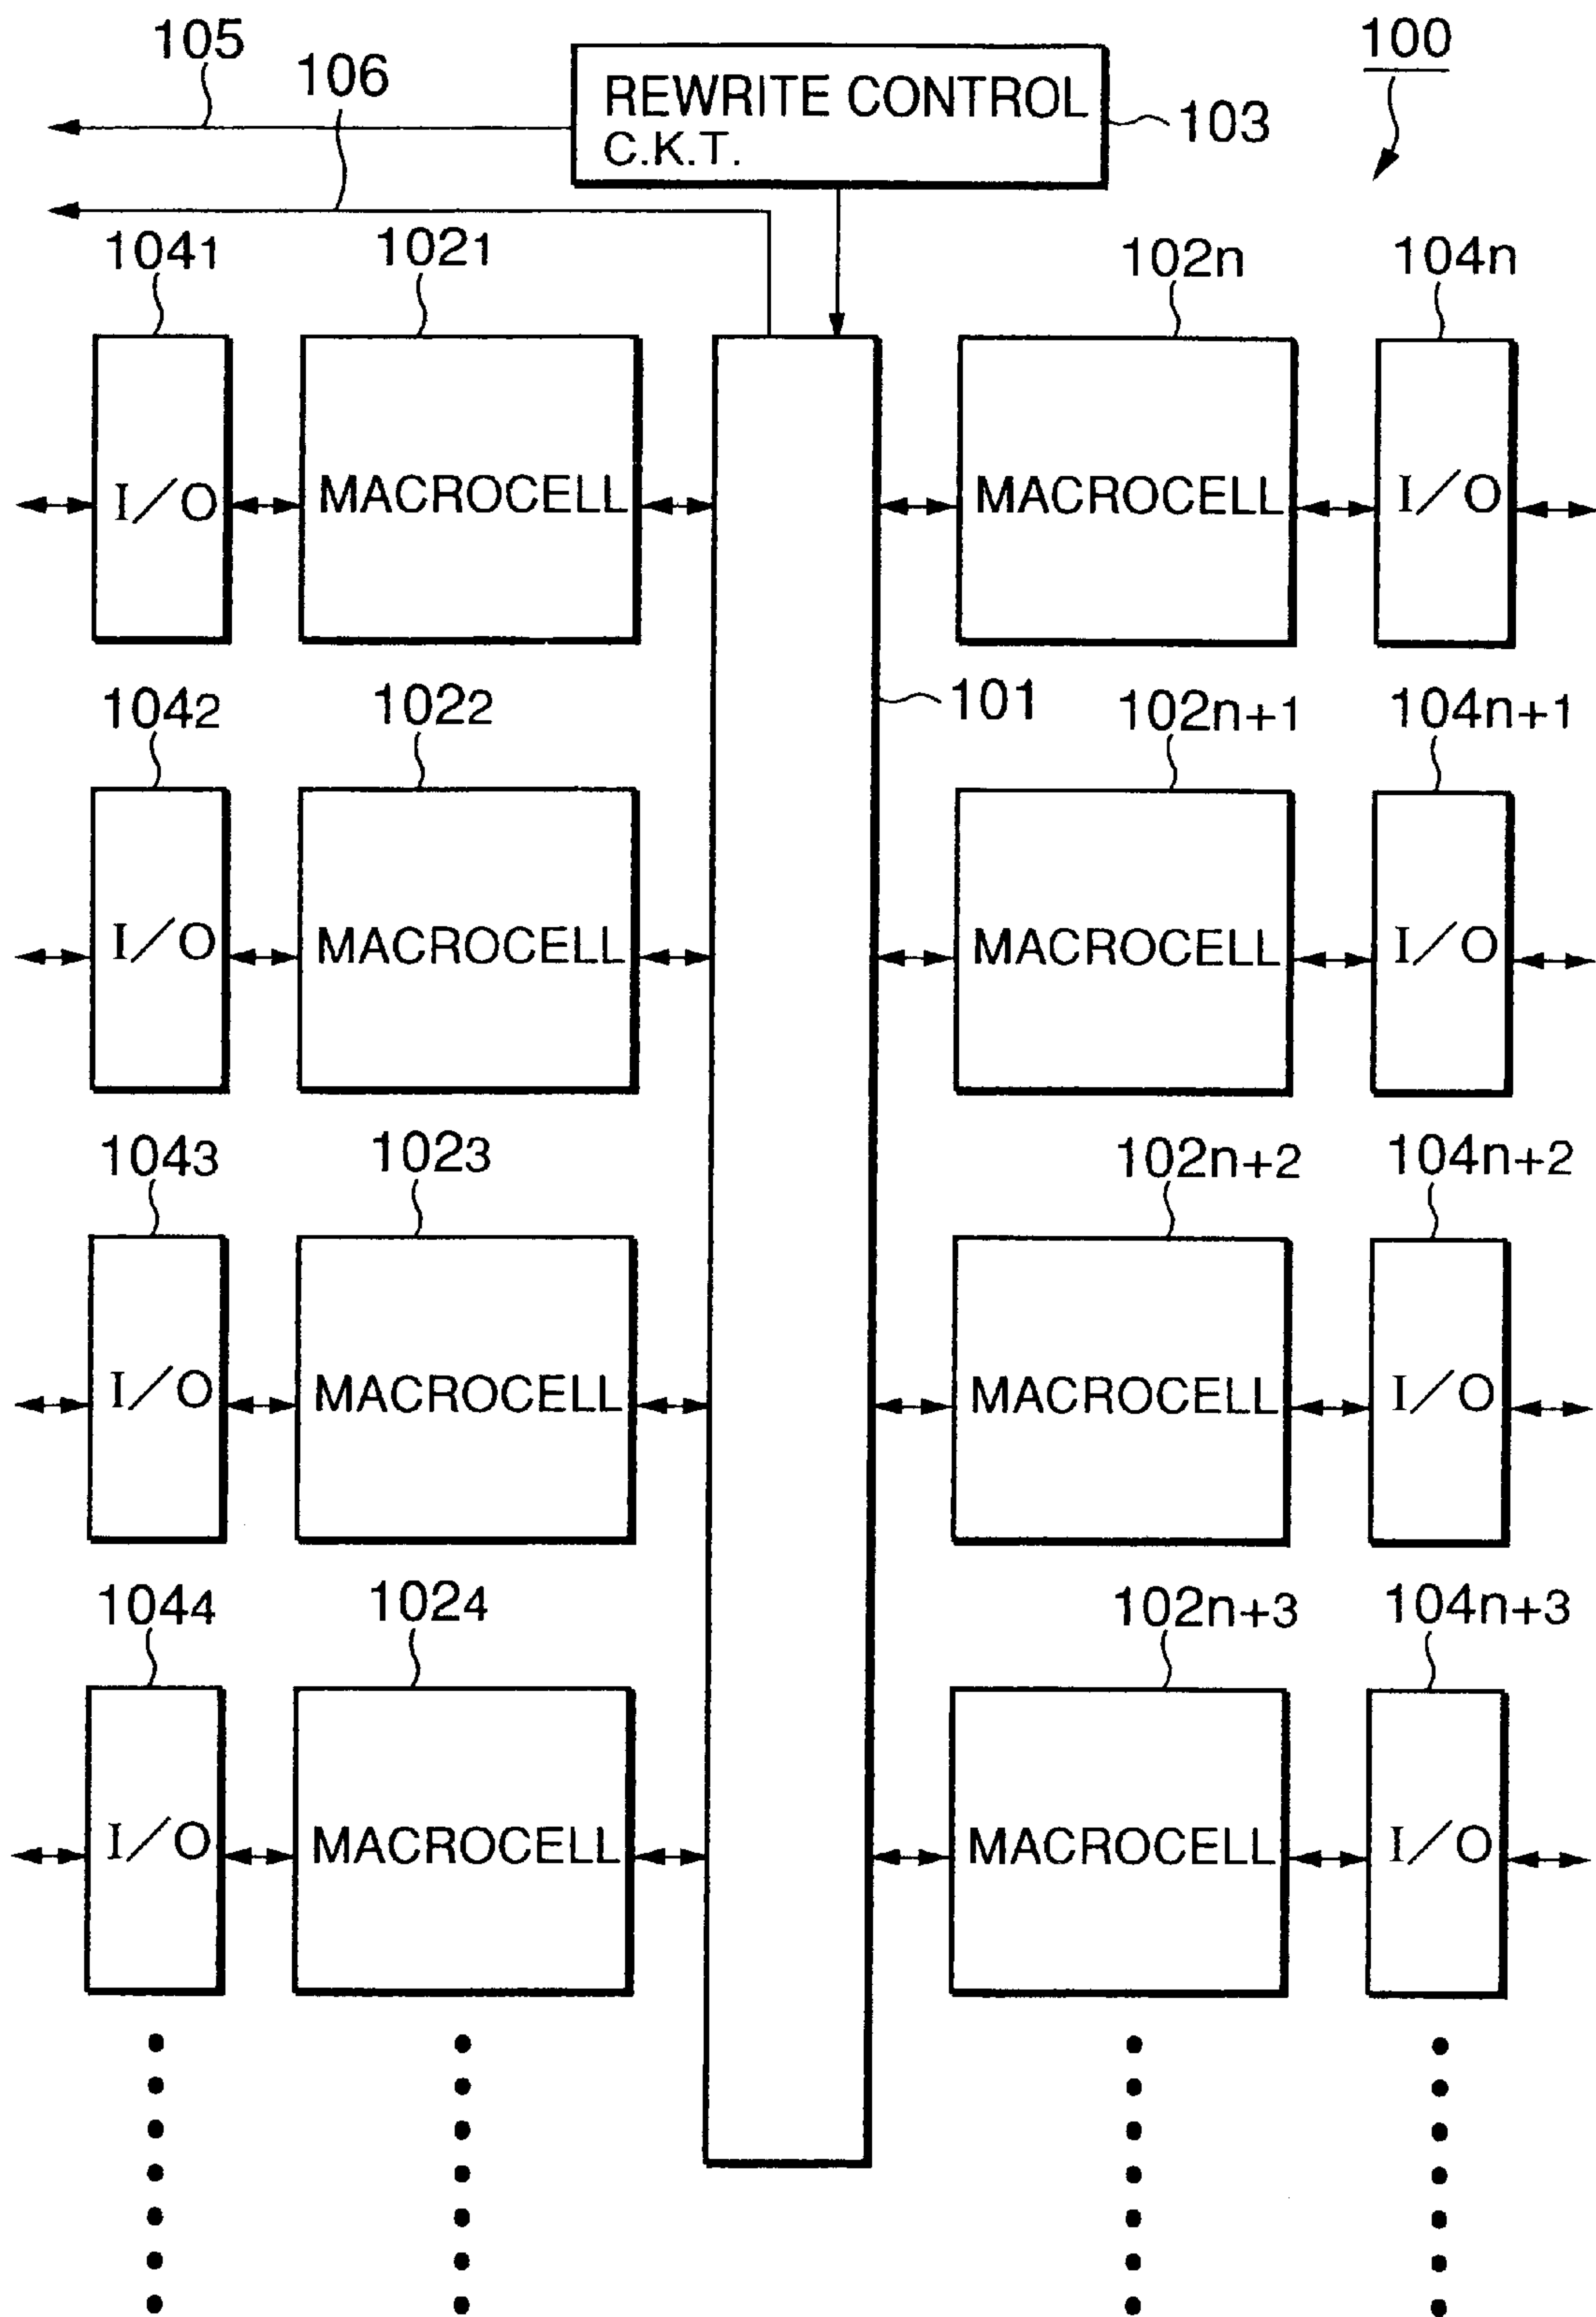 105
106
REWRITE CONTROL
C.K.T.
103
100
1041
1021
102n
104n
I/O
MACROCELL
MACROCELL
I/O
1042
1022
101
102n+1
104n+1
I/O
MACROCELL
MACROCELL
I/O
1043
1023
102n+2
104n+2
I/O
MACROCELL
MACROCELL
I/O
1044
1024
102n+3
104n+3
I/O
MACROCELL
MACROCELL
I/O